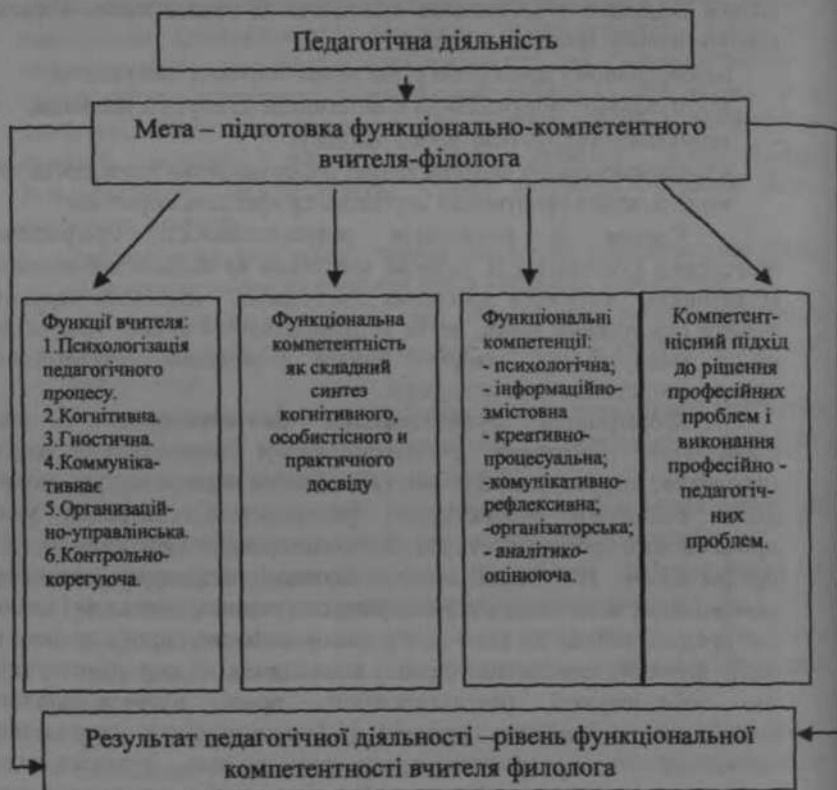 Педагогічна діяльність
Мета – підготовка функціонально-компетентного
вчителя-філолога
Функції вчителя:
1.Психологізація
педагогічного
процесу.
2.Когнітивна.
3.Гностична.
4.Коммуніка-
тивнає
5.Організацій-
но-управлінська.
6.Контрольно-
корегуюча.
Функціональна
компетентність
як складний
синтез
когнітивного,
особистісного и
практичного
досвіду
Функціональні
компетенції:
- психологічна;
- інформаційно-
змістовна
- креативно-
процесуальна;
-комунікативно-
рефлексивна;
-організаторська;
- аналітико-
оцінююча.
Компетент-
нісний підхід
до рішення
професійних
проблем і
виконання
професійно -
педагогіч-
них
проблем.
Результат педагогічної діяльності –рівень функціональної
компетентності вчителя филолога